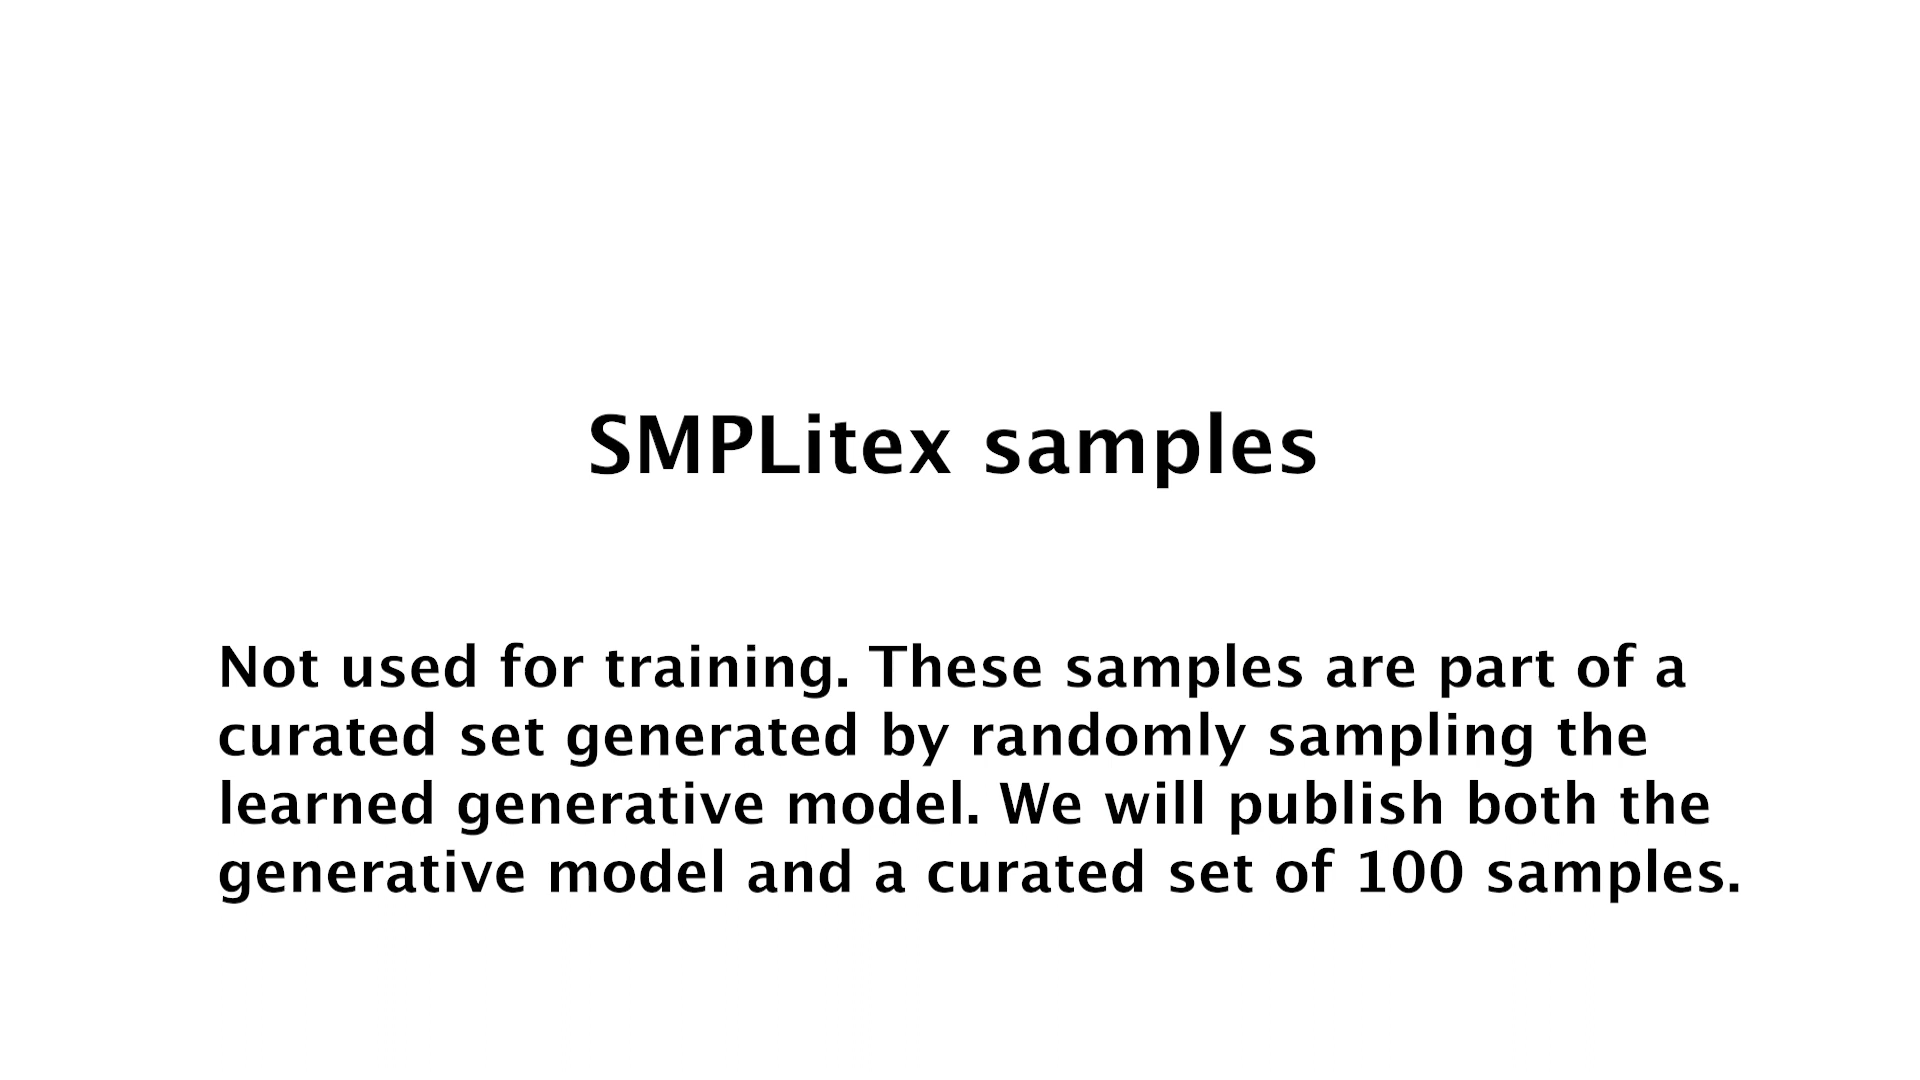 SMPLitex samples
Not used for training. These samples are part of a
curated set generated by randomly sampling the
learned generative model. We will publish both the
generative model and a curated set of 100 samples.